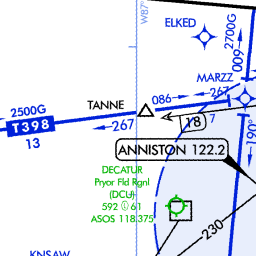 W87°
ELKED
2700G
009
MARZZ
2500G
TANNE
086
267
T398
267
18
7
13
190°
ANNISTON 122.2
DECATUR
Pryor Fld Rgnl
(DCU)
592 Ⓛ 61
ASOS 118.375
230
KNSAW